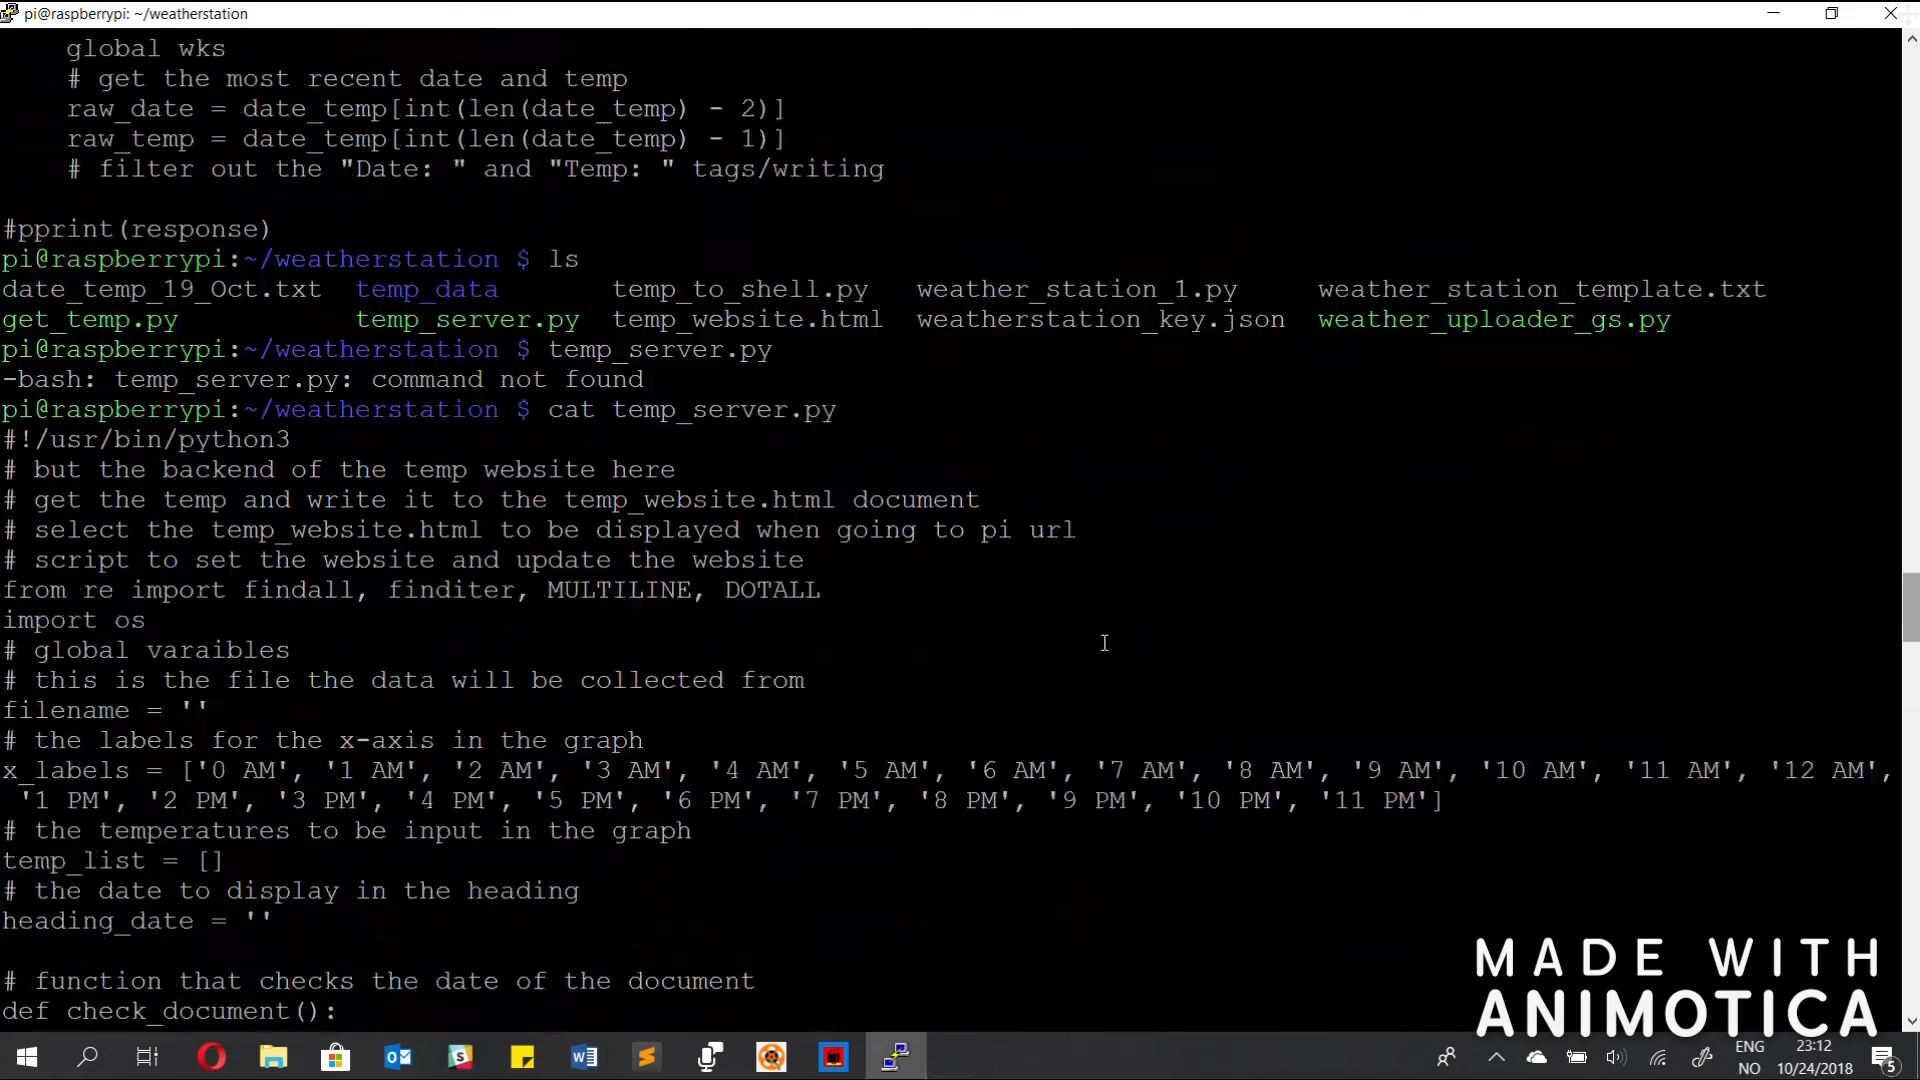 pi@raspberrypi: ~/weatherstation
global wks
# get the most recent date and temp
raw_date = date_temp[int(len(date_temp) - 2)]
raw_temp = date_temp[int(len(date_temp) - 1)]
# filter out the "Date: " and "Temp: " tags/writing
#pprint(response)
pi@raspberrypi:~/weatherstation $ ls
date_temp_19_Oct.txt temp_data temp_to_shell.py weather_station_1.py weather_station_template.txt
get_temp.py temp_server.py temp_website.html weatherstation_key.json weather_uploader_gs.py
pi@raspberrypi:~/weatherstation $ temp_server.py
-bash: temp_server.py: command not found
pi@raspberrypi:~/weatherstation $ cat temp_server.py
#!/usr/bin/python3
# but the backend of the temp website here
# get the temp and write it to the temp_website.html document
# select the temp_website.html to be displayed when going to pi url
# script to set the website and update the website
from re import findall, finditer, MULTILINE, DOTALL
import os
# global varaibles
# this is the file the data will be collected from
filename = ''
# the labels for the x-axis in the graph
x_labels = ['0 AM', '1 AM', '2 AM', '3 AM', '4 AM', '5 AM', '6 AM', '7 AM', '8 AM', '9 AM', '10 AM', '11 AM', '12 AM',
'1 PM', '2 PM', '3 PM', '4 PM', '5 PM', '6 PM', '7 PM', '8 PM', '9 PM', '10 PM', '11 PM']
# the temperatures to be input in the graph
temp_list = []
# the date to display in the heading
heading_date = ''
# function that checks the date of the document
def check_document():
MADE WITH
ANIMOTICA
ENG
NO
23:12
10/24/2018
5